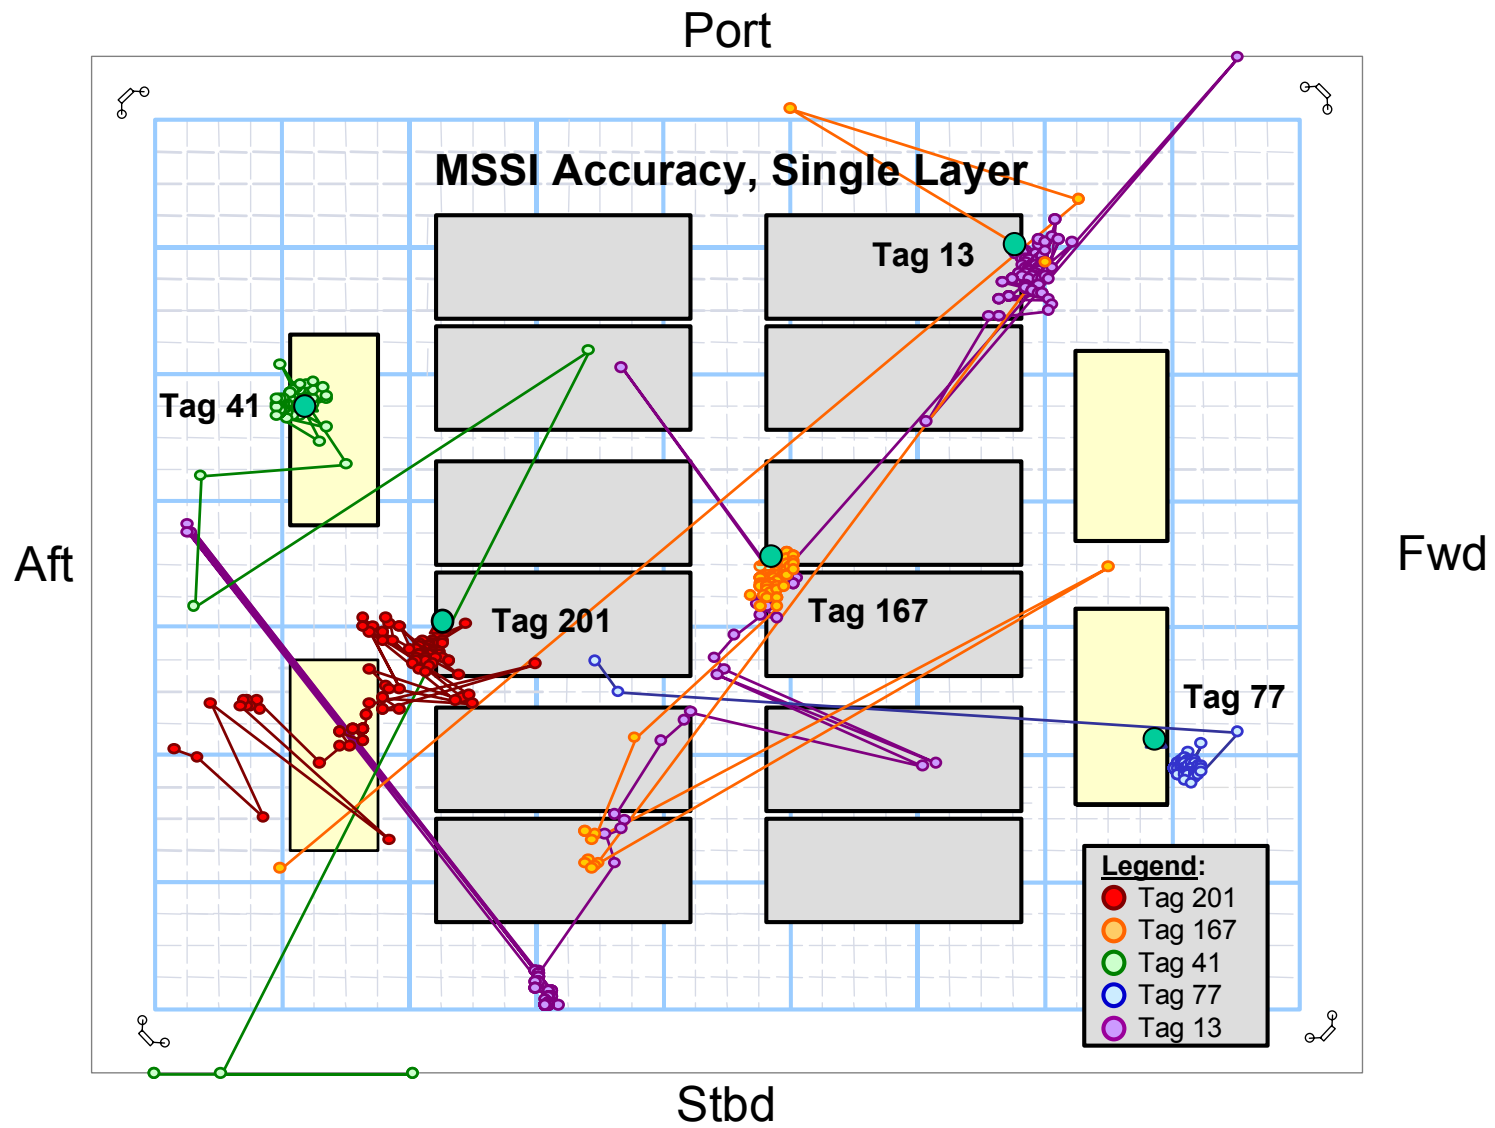 Port
MSSI Accuracy, Single Layer
Tag 13
Tag 41
Aft
Fwd
Tag 201
Tag 167
Tag 77
Legend:
Tag 201
Tag 167
Tag 41
Tag 77
Tag 13
Stbd